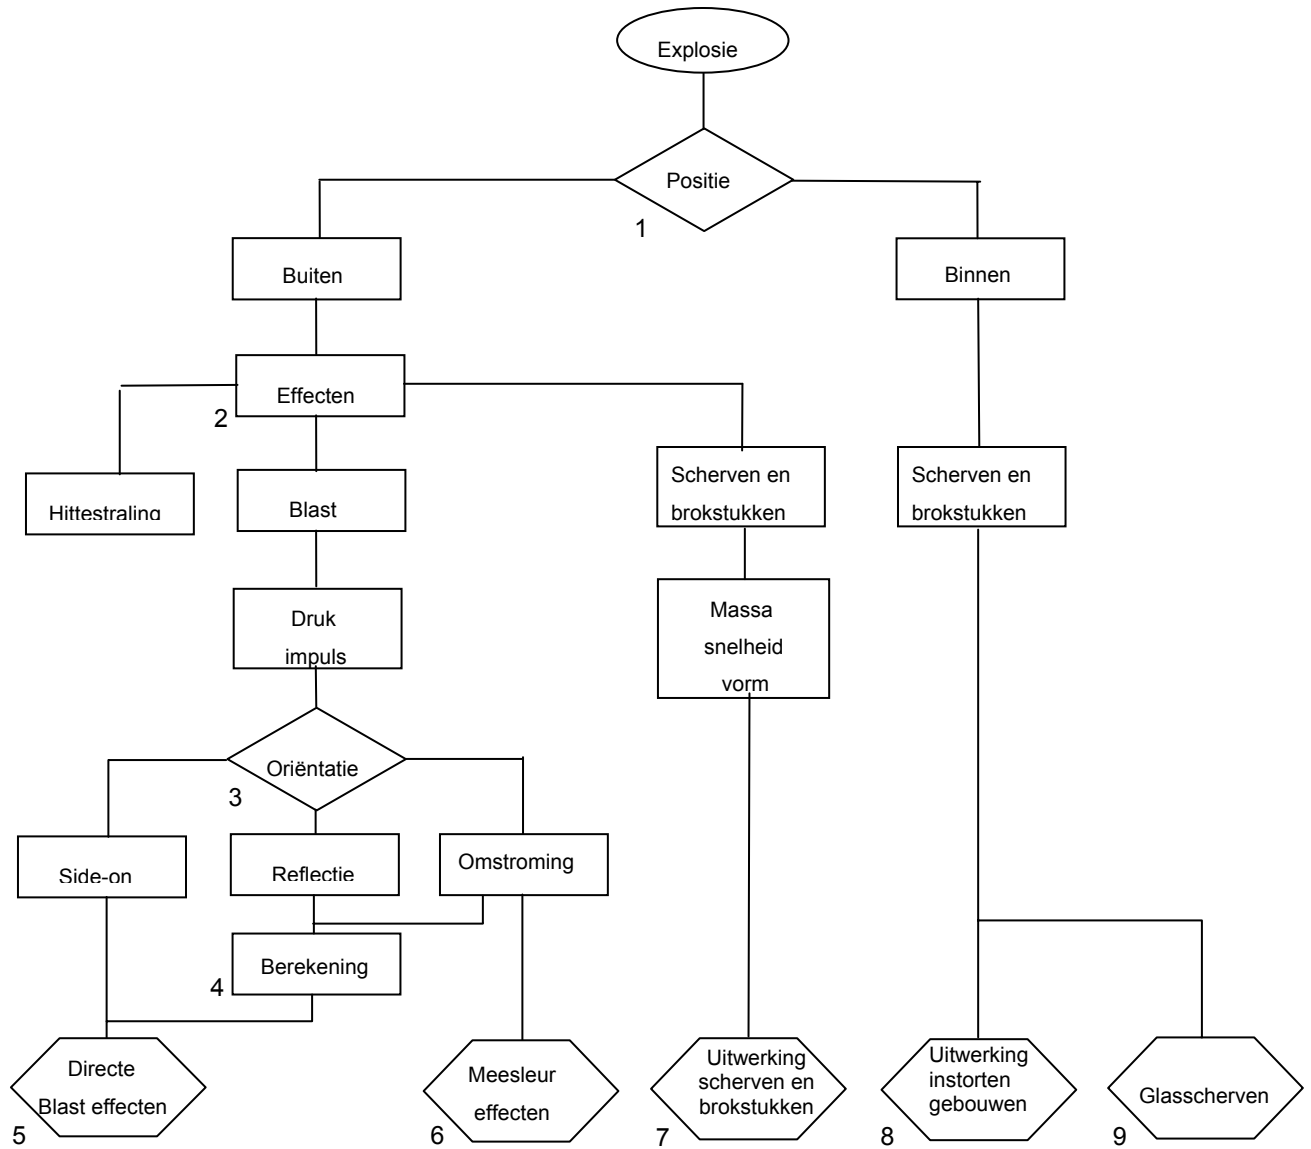 Explosie
Positie
1
Buiten
Binnen
Effecten
2
Hittestraling
Blast
Scherven en
brokstukken
Scherven en
brokstukken
Druk
impuls
Massa
snelheid
vorm
Oriëntatie
3
Side-on
Reflectie
Omstroming
Berekening
4
Directe
Blast effecten
5
Meesleur
effecten
6
Uitwerking
scherven en
brokstukken
7
Uitwerking
instorten
gebouwen
8
Glasscherven
9